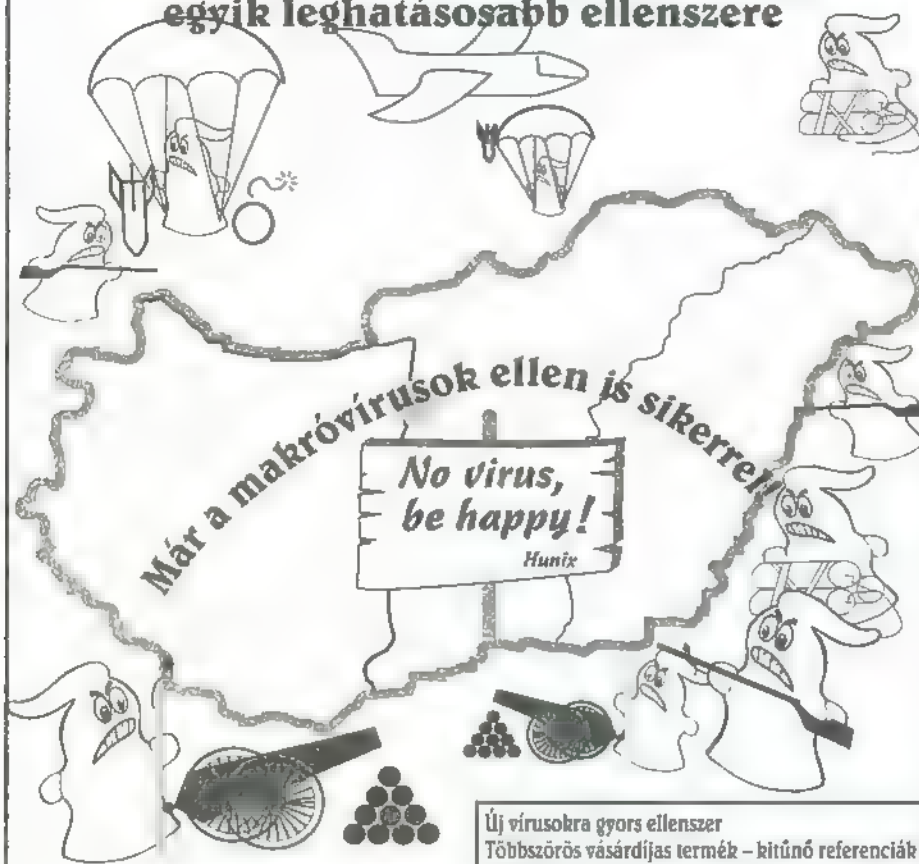 egyik leghatásosabb ellenszere
Már a makróvírusok ellen is sikerrel!
No virus,
be happy!
Hunix
Új vírusokra gyors ellenszer
Többszörös vásárdíjas termék – kitűnő referenciák